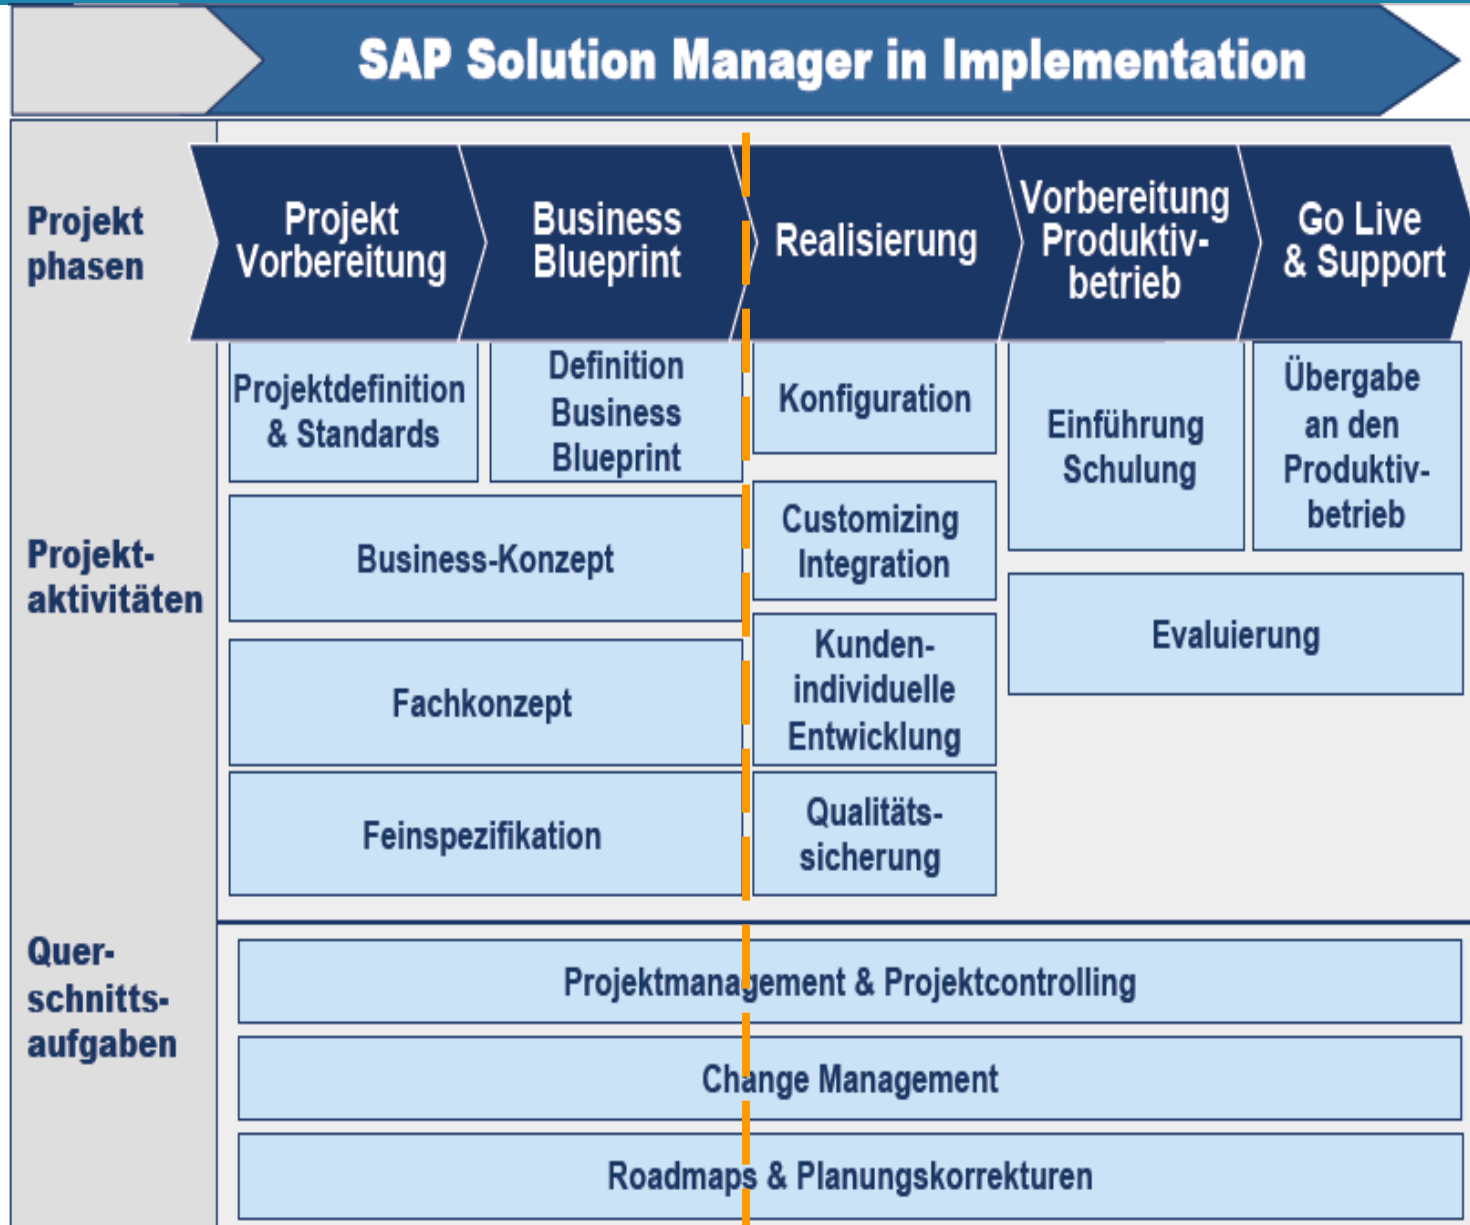 SAP Solution Manager in Implementation
Projekt
phasen
Projekt
Vorbereitung
Business
Blueprint
Realisierung
Vorbereitung
Produktiv-
betrieb
Go Live
& Support
Projekt-
aktivitäten
Projektdefinition
& Standards
Definition
Business
Blueprint
Konfiguration
Einführung
Schulung
Übergabe
an den
Produktiv-
betrieb
Business-Konzept
Customizing
Integration
Evaluierung
Fachkonzept
Kunden-
individuelle
Entwicklung
Feinspezifikation
Qualitäts-
sicherung
Quer-
schnitts-
aufgaben
Projektmanagement & Projektcontrolling
Change Management
Roadmaps & Planungskorrekturen